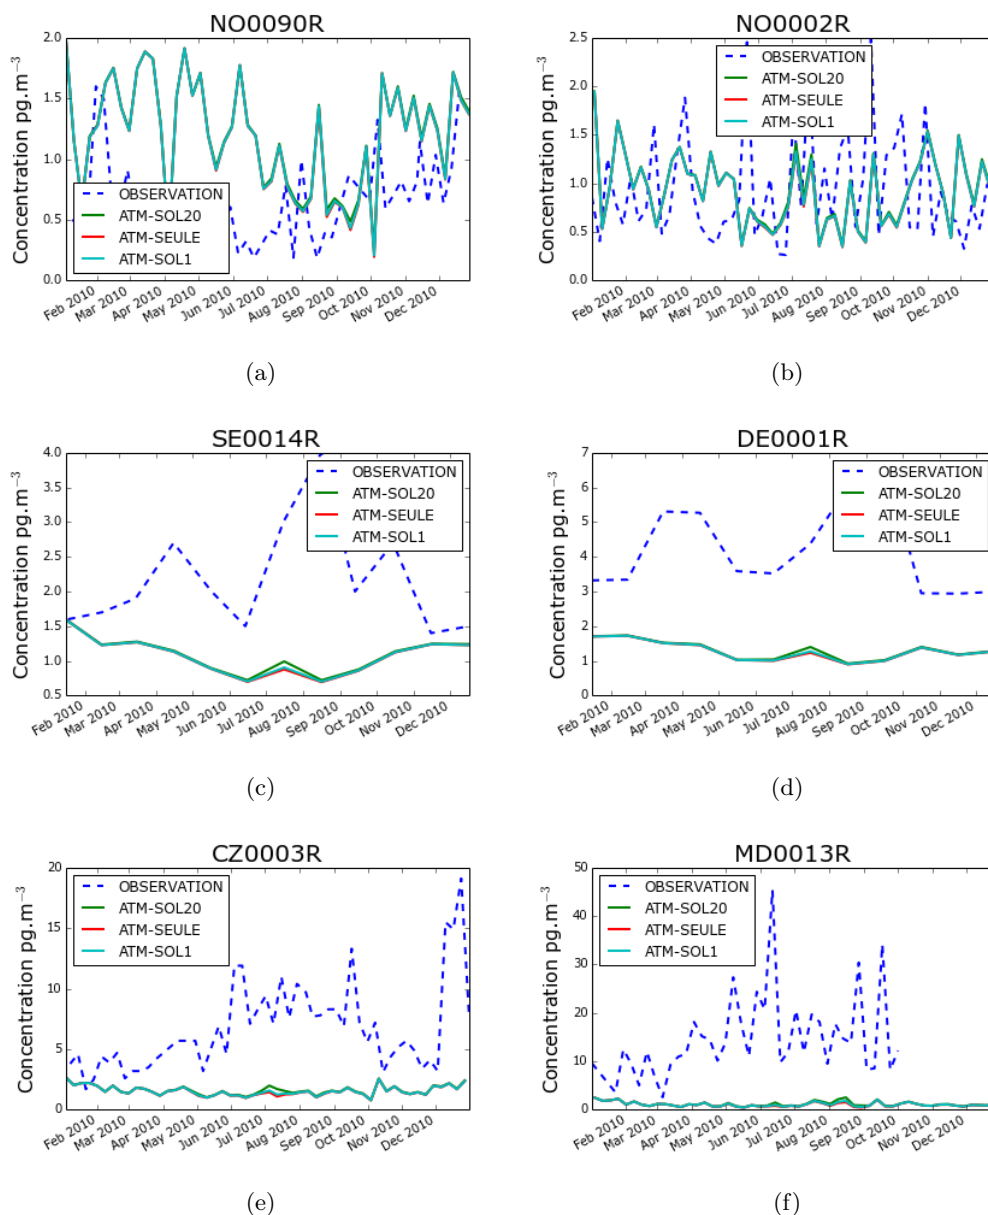 NO0090R
Concentration pg.m⁻³
2.0
1.5
1.0
0.5
0.0
OBSERVATION
ATM-SOL20
ATM-SEULE
ATM-SOL1
Feb 2010 Mar 2010 Apr 2010 May 2010 Jun 2010 Jul 2010 Aug 2010 Sep 2010 Oct 2010 Nov 2010 Dec 2010
(a)
NO0002R
Concentration pg.m⁻³
2.5
2.0
1.5
1.0
0.5
0.0
OBSERVATION
ATM-SOL20
ATM-SEULE
ATM-SOL1
Feb 2010 Mar 2010 Apr 2010 May 2010 Jun 2010 Jul 2010 Aug 2010 Sep 2010 Oct 2010 Nov 2010 Dec 2010
(b)
SE0014R
Concentration pg.m⁻³
4.0
3.5
3.0
2.5
2.0
1.5
1.0
0.5
OBSERVATION
ATM-SOL20
ATM-SEULE
ATM-SOL1
Feb 2010 Mar 2010 Apr 2010 May 2010 Jun 2010 Jul 2010 Aug 2010 Sep 2010 Oct 2010 Nov 2010 Dec 2010
(c)
DE0001R
Concentration pg.m⁻³
7
6
5
4
3
2
1
0
OBSERVATION
ATM-SOL20
ATM-SEULE
ATM-SOL1
Feb 2010 Mar 2010 Apr 2010 May 2010 Jun 2010 Jul 2010 Aug 2010 Sep 2010 Oct 2010 Nov 2010 Dec 2010
(d)
CZ0003R
Concentration pg.m⁻³
20
15
10
5
0
OBSERVATION
ATM-SOL20
ATM-SEULE
ATM-SOL1
Feb 2010 Mar 2010 Apr 2010 May 2010 Jun 2010 Jul 2010 Aug 2010 Sep 2010 Oct 2010 Nov 2010 Dec 2010
(e)
MD0013R
Concentration pg.m⁻³
50
40
30
20
10
0
OBSERVATION
ATM-SOL20
ATM-SEULE
ATM-SOL1
Feb 2010 Mar 2010 Apr 2010 May 2010 Jun 2010 Jul 2010 Aug 2010 Sep 2010 Oct 2010 Nov 2010 Dec 2010
(f)